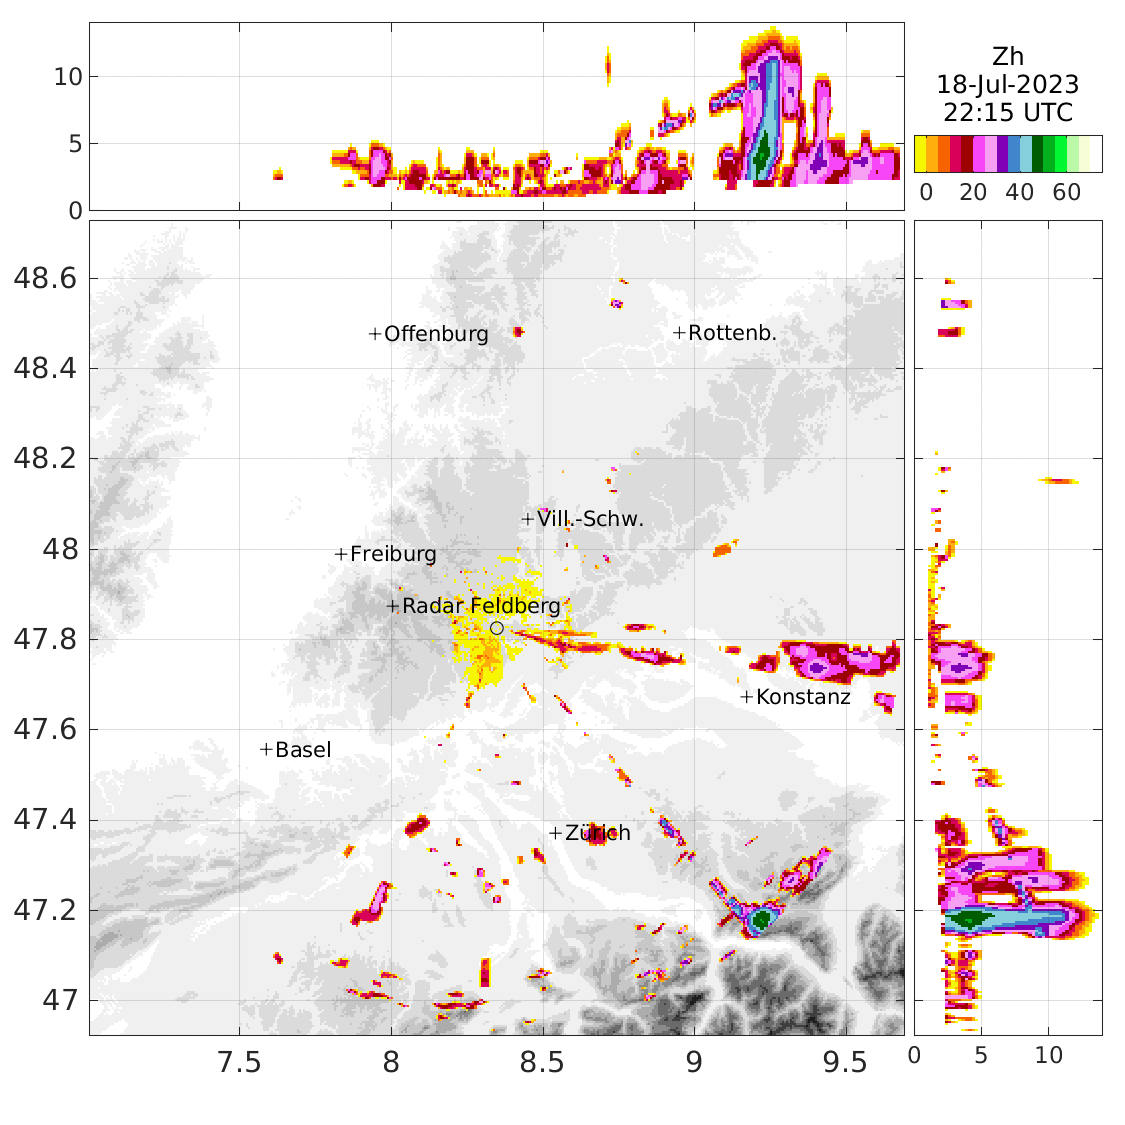 10
5
0
Zh
18-Jul-2023
22:15 UTC
0 20 40 60
48.6
48.4
48.2
48
47.8
47.6
47.4
47.2
47
+Offenburg
+Rottenb.
+Vill.-Schw.
+Freiburg
+Radar Feldberg
+Konstanz
+Basel
+Zürich
7.5 8 8.5 9 9.5
0 5 10